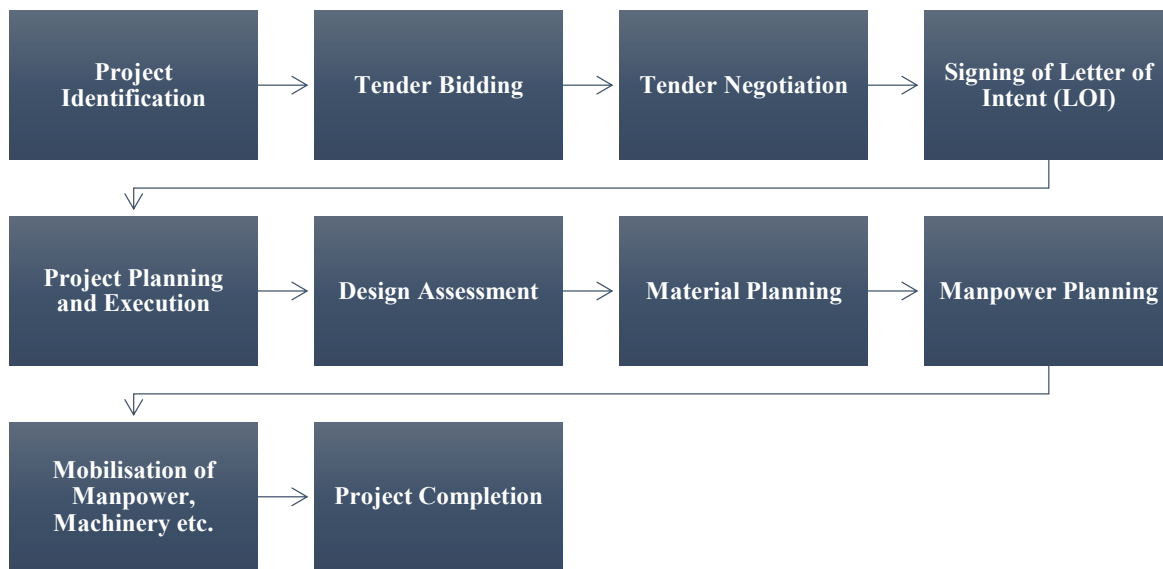 Project
Identification
Tender Bidding
Tender Negotiation
Signing of Letter of
Intent (LOI)
Project Planning
and Execution
Design Assessment
Material Planning
Manpower Planning
Mobilisation of
Manpower,
Machinery etc.
Project Completion